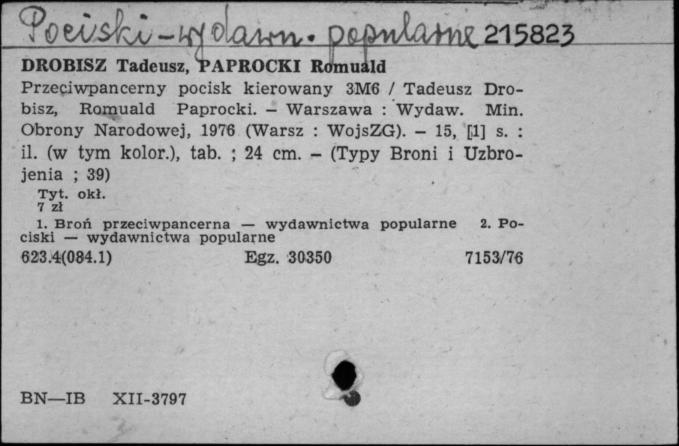 Pociski - wydawn. popularne 215823
DROBISZ Tadeusz, PAPROCKI Romuald
Przeciwpancerny pocisk kierowany 3M6 / Tadeusz Dro-
bisz, Romuald Paprocki. — Warszawa : Wydaw. Min.
Obrony Narodowej, 1976 (Warsz : WojsZG). — 15, [1] s. :
il. (w tym kolor.), tab. ; 24 cm. — (Typy Broni i Uzbro-
jenia ; 39)
Tyt. okł.
7 zł
1. Broń przeciwpancerna — wydawnictwa popularne 2. Po-
ciski — wydawnictwa popularne
623.4(084.1) Egz. 30350 7153/76
BN—IB XII-3797